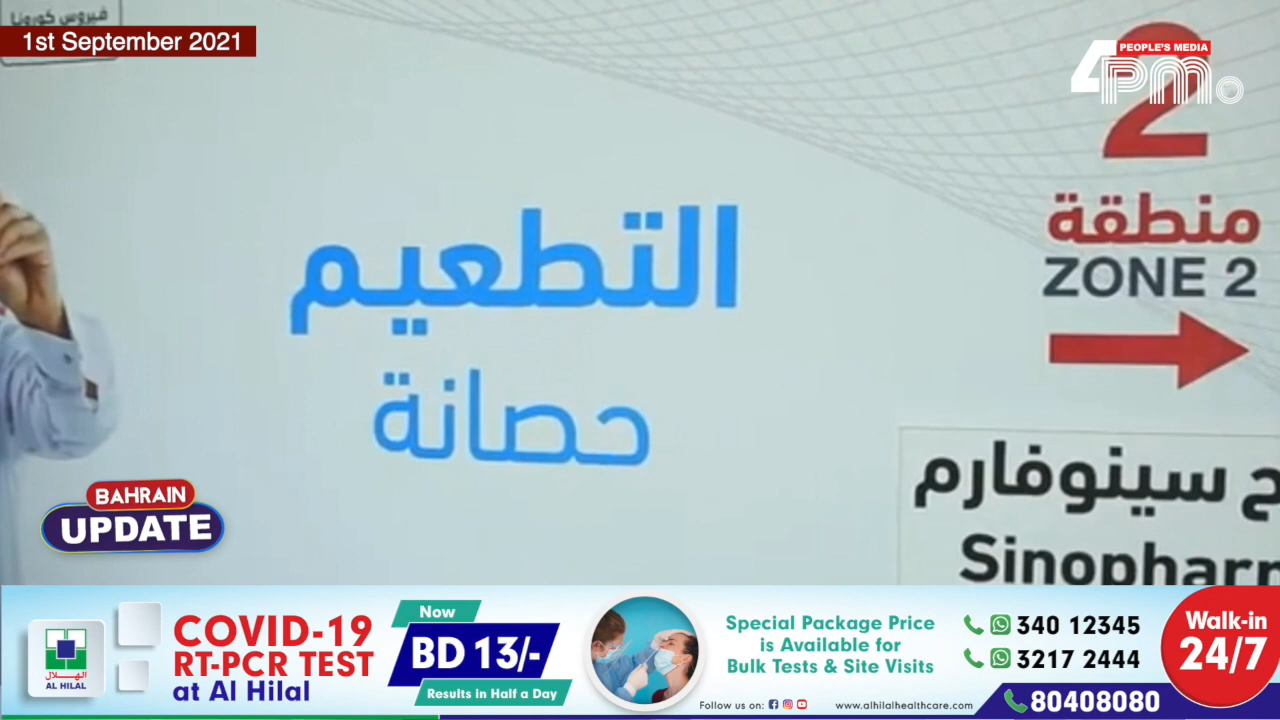 فيروس كورونا
1st September 2021
PEOPLE'S MEDIA
4pm
2
منطقة
ZONE 2
التطعيم
حصانة
سينوفارم
Sinopharm
BAHRAIN
UPDATE
الهلال
AL HILAL
COVID-19
RT-PCR TEST
at Al Hilal
Now
BD 13/-
Results in Half a Day
Special Package Price
is Available for
Bulk Tests & Site Visits
Follow us on:
www.alhilalhealthcare.com
340 12345
3217 2444
80408080
Walk-in
24/7